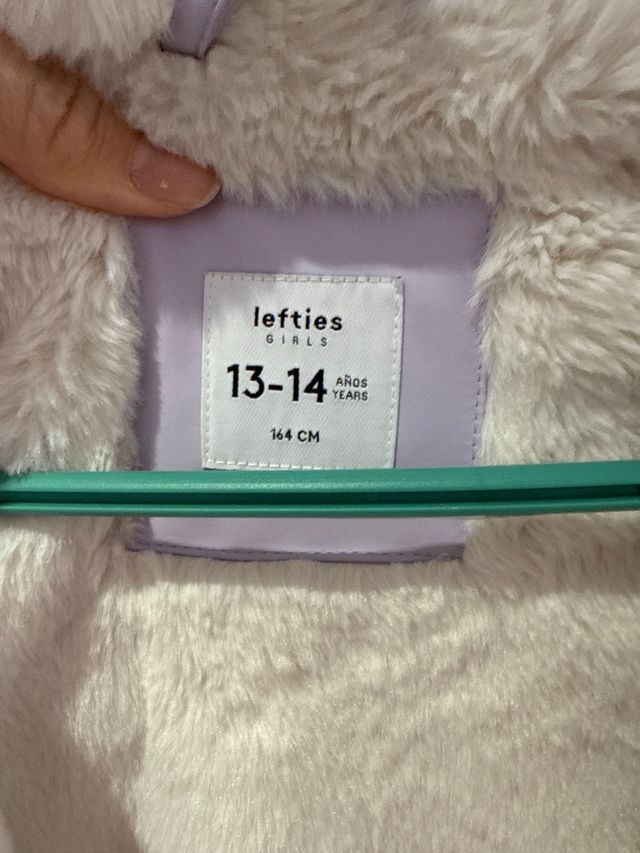 lefties
GIRLS
13-14 AÑOS
YEARS
164 CM